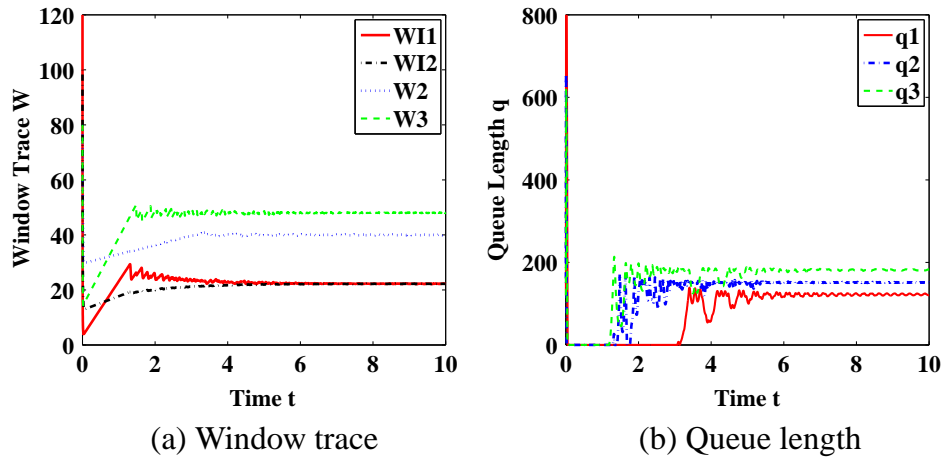 120
100
80
60
40
20
0
Window Trace W
0 2 4 6 8 10
Time t
WI1
WI2
W2
W3
(a) Window trace
800
600
400
200
0
Queue Length q
0 2 4 6 8 10
Time t
q1
q2
q3
(b) Queue length